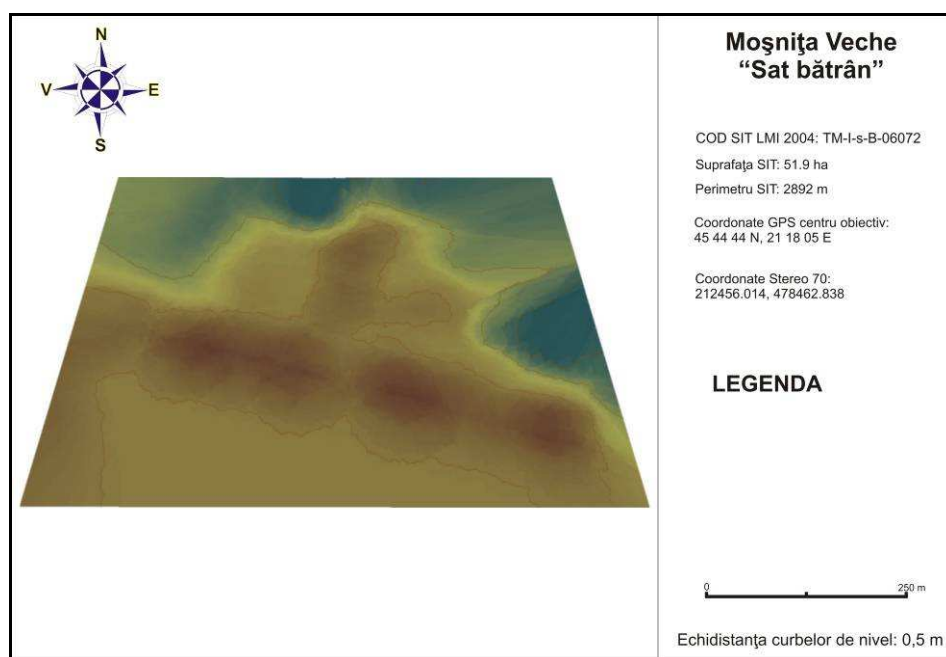 N
V
E
S
Moşniţa Veche
“Sat bătrân”
COD SIT LMI 2004: TM-I-s-B-06072
Suprafaţa SIT: 51.9 ha
Perimetru SIT: 2892 m
Coordonate GPS centru obiectiv:
45 44 44 N, 21 18 05 E
Coordonate Stereo 70:
212456.014, 478462.838
LEGENDA
0 250 m
Echidistanţa curbelor de nivel: 0,5 m